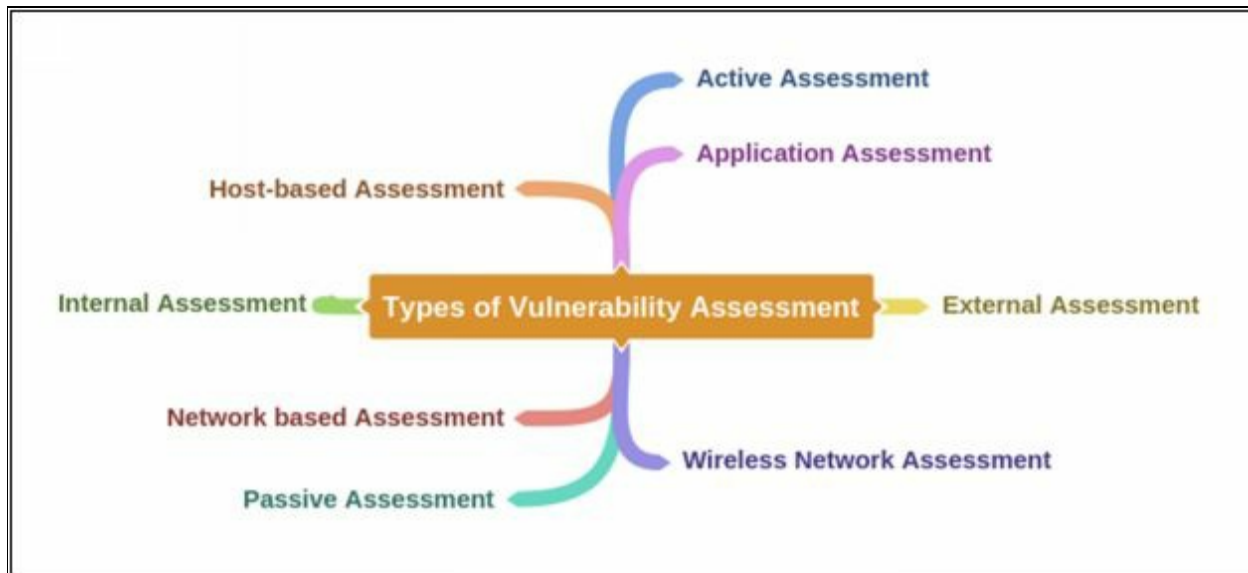 Active Assessment
Application Assessment
Host-based Assessment
Internal Assessment
Types of Vulnerability Assessment
External Assessment
Network based Assessment
Wireless Network Assessment
Passive Assessment